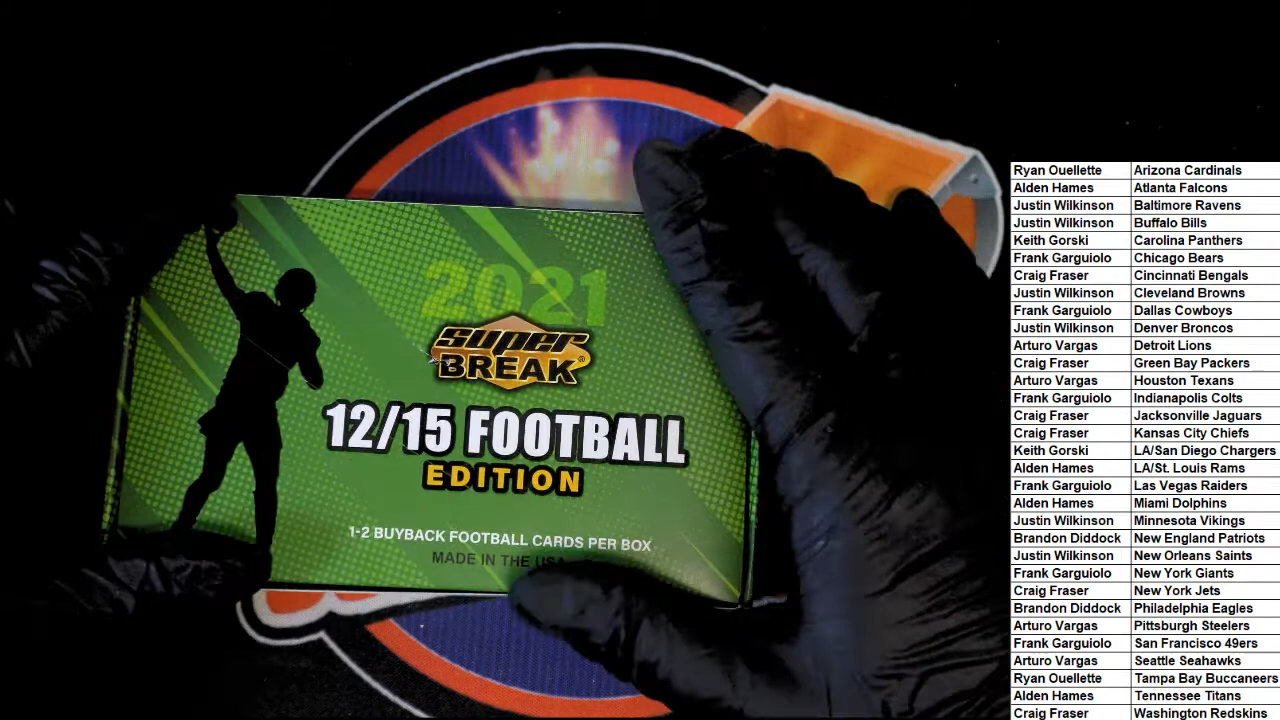 2021
SUPER
BREAK®
12/15 FOOTBALL
EDITION
1-2 BUYBACK FOOTBALL CARDS PER BOX
MADE IN THE USA
Ryan Ouellette Arizona Cardinals
Alden Hames Atlanta Falcons
Justin Wilkinson Baltimore Ravens
Justin Wilkinson Buffalo Bills
Keith Gorski Carolina Panthers
Frank Garguiolo Chicago Bears
Craig Fraser Cincinnati Bengals
Justin Wilkinson Cleveland Browns
Frank Garguiolo Dallas Cowboys
Justin Wilkinson Denver Broncos
Arturo Vargas Detroit Lions
Craig Fraser Green Bay Packers
Arturo Vargas Houston Texans
Frank Garguiolo Indianapolis Colts
Craig Fraser Jacksonville Jaguars
Craig Fraser Kansas City Chiefs
Keith Gorski LA/San Diego Chargers
Alden Hames LA/St. Louis Rams
Frank Garguiolo Las Vegas Raiders
Alden Hames Miami Dolphins
Justin Wilkinson Minnesota Vikings
Brandon Diddock New England Patriots
Justin Wilkinson New Orleans Saints
Frank Garguiolo New York Giants
Craig Fraser New York Jets
Brandon Diddock Philadelphia Eagles
Arturo Vargas Pittsburgh Steelers
Frank Garguiolo San Francisco 49ers
Arturo Vargas Seattle Seahawks
Ryan Ouellette Tampa Bay Buccaneers
Alden Hames Tennessee Titans
Craig Fraser Washington Redskins